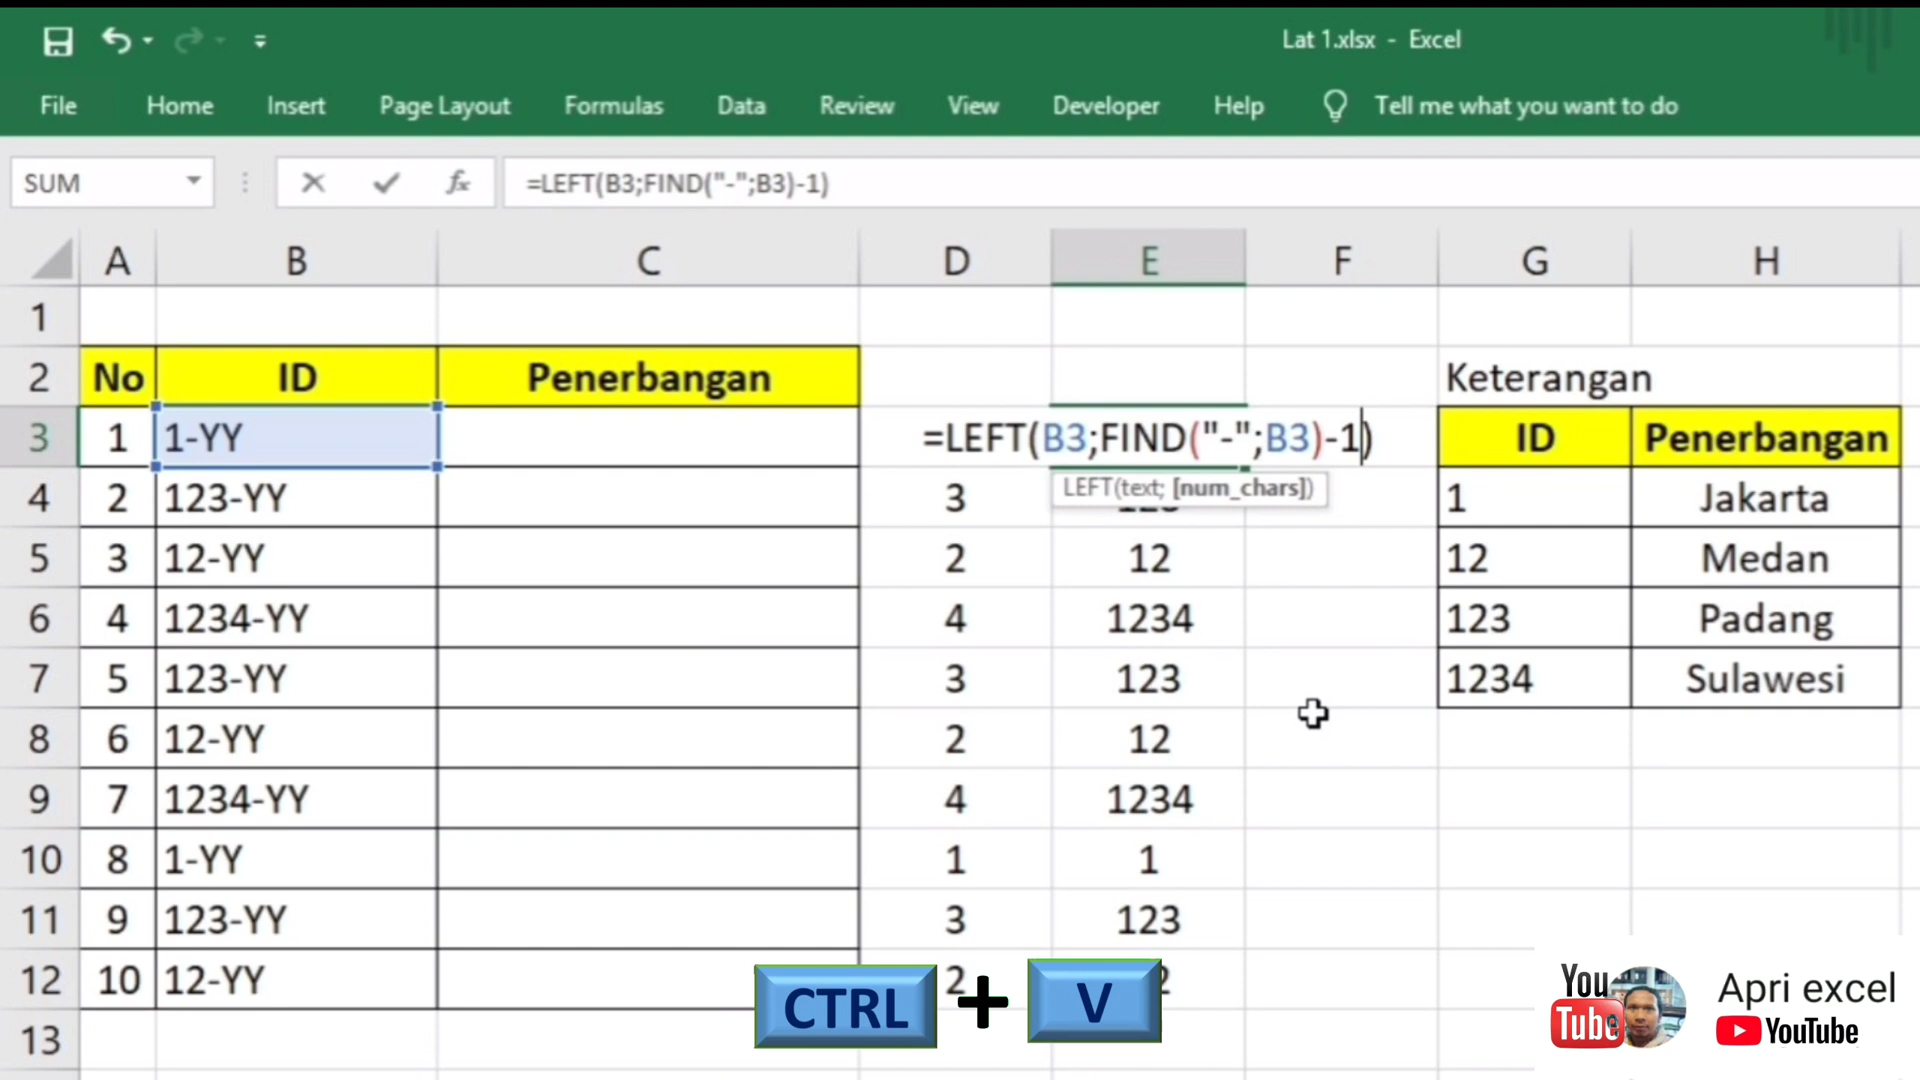 Lat 1.xlsx - Excel
File Home Insert Page Layout Formulas Data Review View Developer Help Tell me what you want to do
SUM fx =LEFT(B3;FIND("-";B3)-1)
A B C D E F G H
1
2 No ID Penerbangan Keterangan
3 1 1-YY =LEFT(B3;FIND("-";B3)-1) ID Penerbangan
LEFT(text; [num_chars])
4 2 123-YY 3 1 Jakarta
5 3 12-YY 2 12 12 Medan
6 4 1234-YY 4 1234 123 Padang
7 5 123-YY 3 123 1234 Sulawesi
8 6 12-YY 2 12
9 7 1234-YY 4 1234
10 8 1-YY 1 1
11 9 123-YY 3 123
12 10 12-YY 2 2
CTRL + V
13
You Tube
Apri excel
YouTube